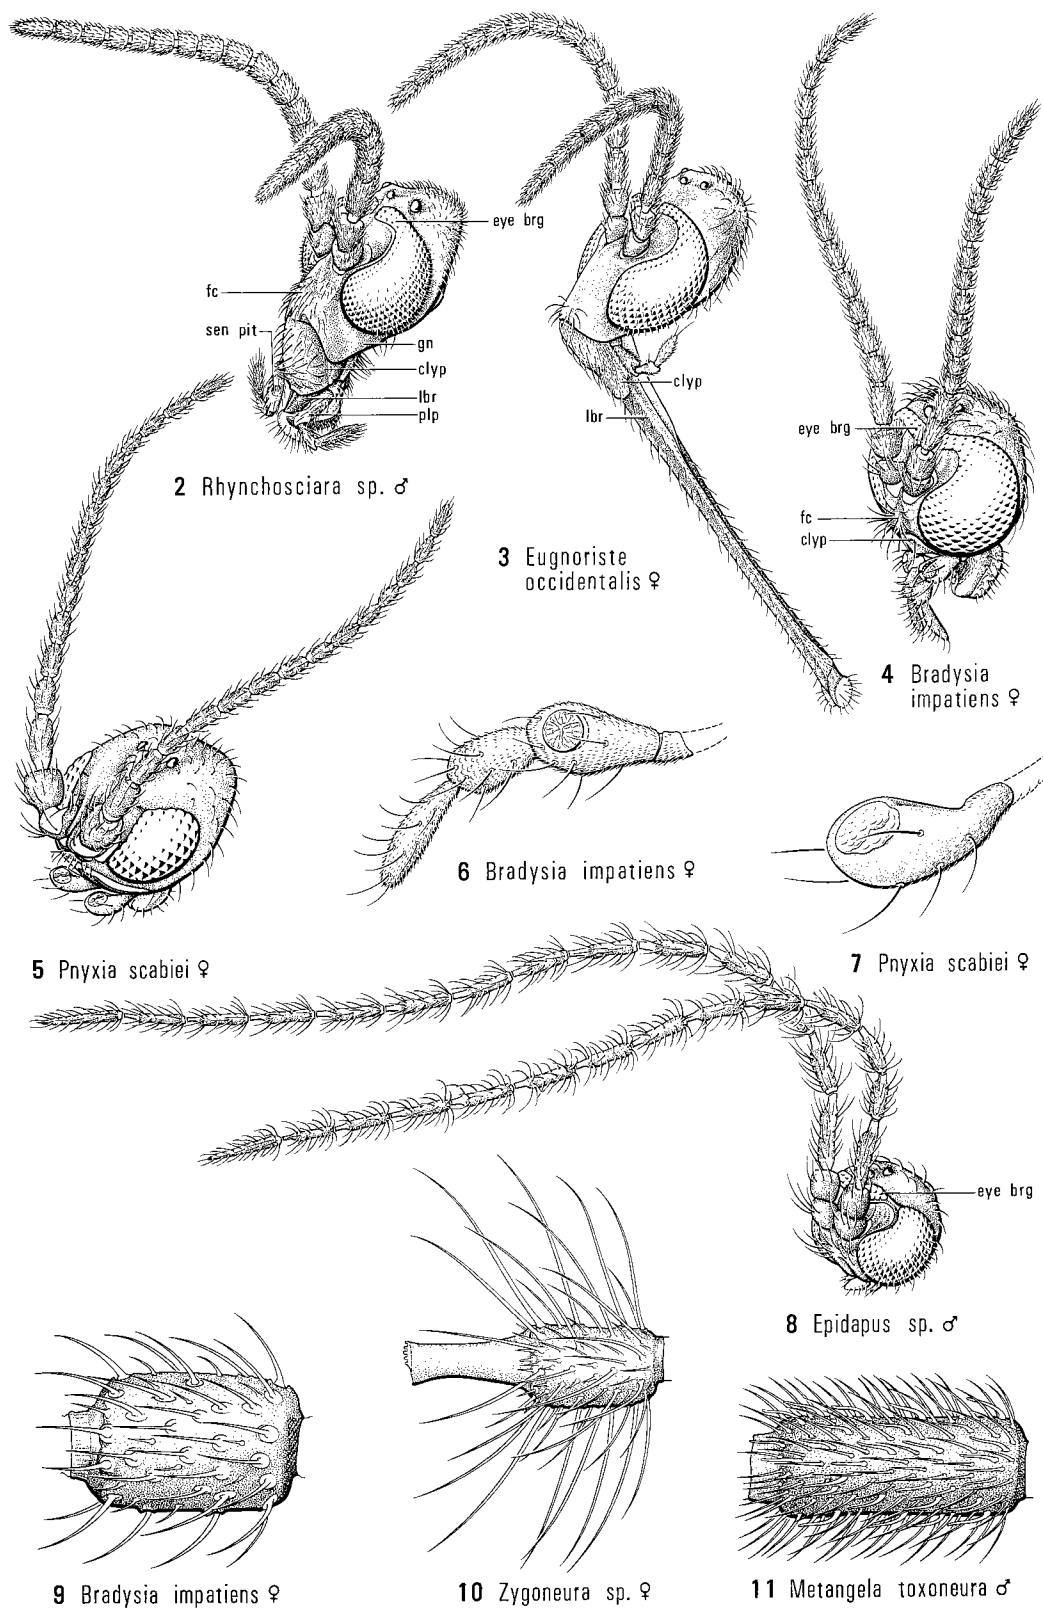 eye brg
fc
sen pit
gn
clyp
lbr
plp
2 Rhynchosciara sp. ♂
clyp
lbr
3 Eugnoriste
occidentalis ♀
eye brg
fc
clyp
4 Bradysia
impatiens ♀
5 Pnyxia scabiei ♀
6 Bradysia impatiens ♀
7 Pnyxia scabiei ♀
eye brg
8 Epidapus sp. ♂
9 Bradysia impatiens ♀
10 Zygoneura sp. ♀
11 Metangela toxoneura ♂